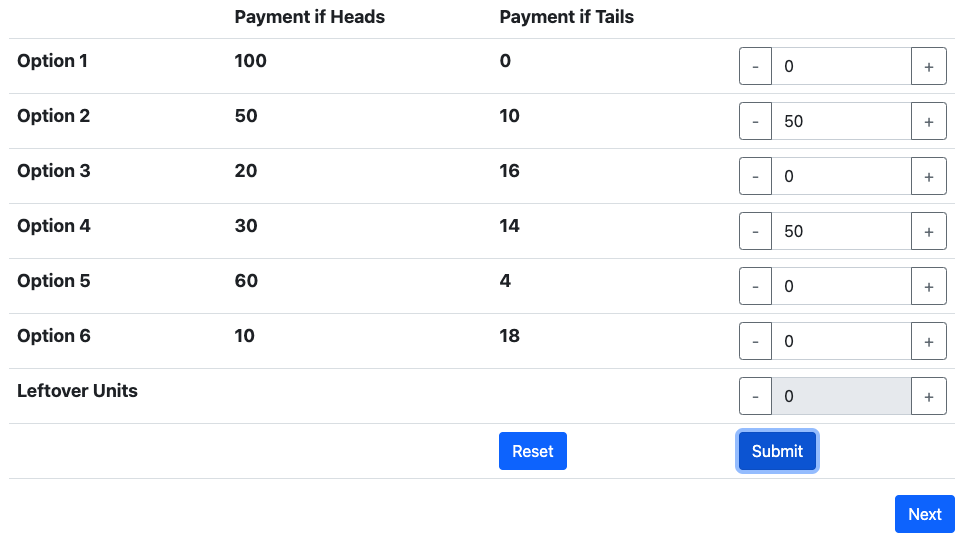 Payment if Heads Payment if Tails
Option 1 100 0 - 0 +
Option 2 50 10 - 50 +
Option 3 20 16 - 0 +
Option 4 30 14 - 50 +
Option 5 60 4 - 0 +
Option 6 10 18 - 0 +
Leftover Units - 0 +
Reset Submit
Next